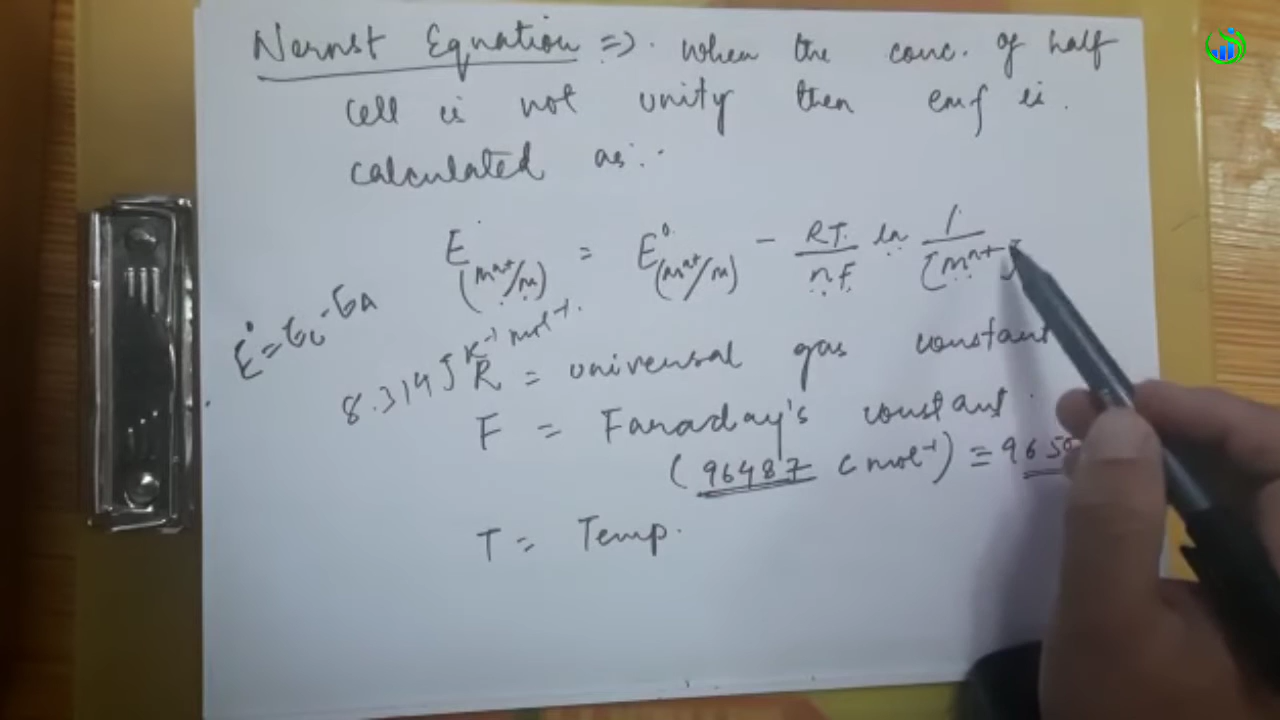 Nernst Equation => when the conc. of half
cell is not unity then emf is
calculated as:-
E(Mⁿ⁺/M) = E⁰(Mⁿ⁺/M) - RT/nF ln 1/[Mⁿ⁺]
E° = Ec - EA
8.314 J K⁻¹ mol⁻¹
R = universal gas constant
F = Faraday's constant
(96487 C mol⁻¹) = 965
T = Temp.